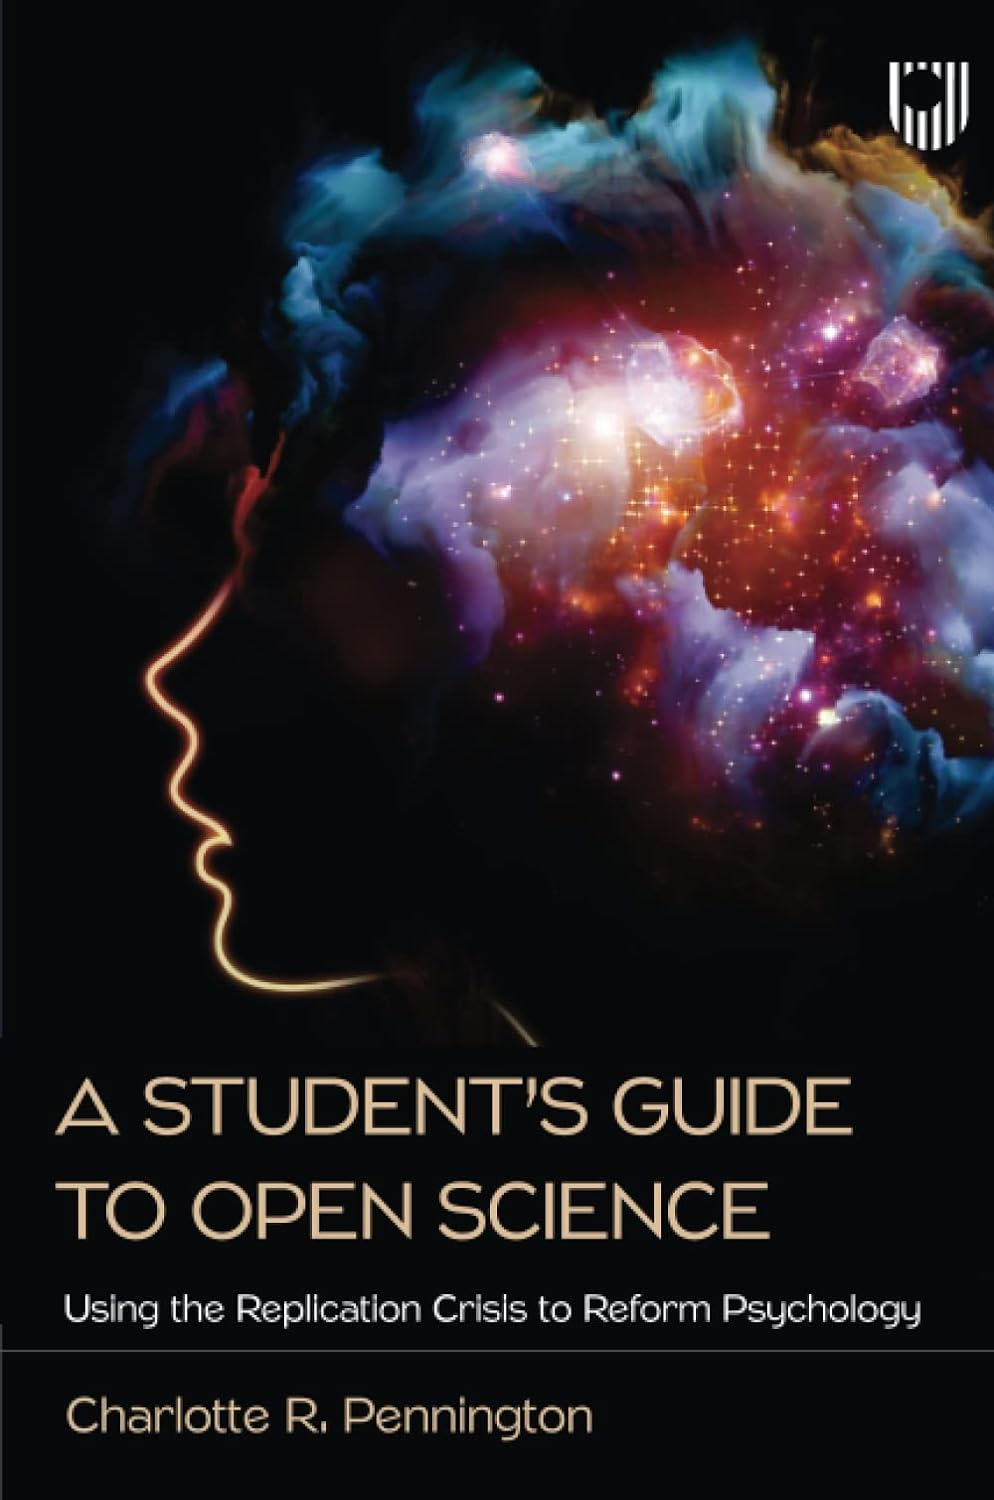 A STUDENT'S GUIDE
TO OPEN SCIENCE
Using the Replication Crisis to Reform Psychology
Charlotte R. Pennington